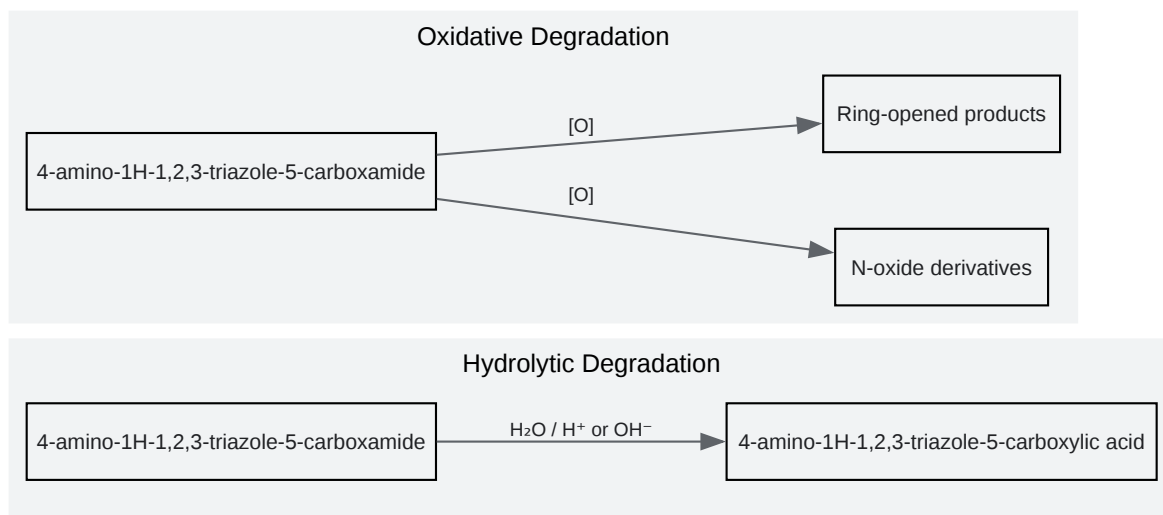 Oxidative Degradation
Ring-opened products
[O]
4-amino-1H-1,2,3-triazole-5-carboxamide
[O]
N-oxide derivatives
Hydrolytic Degradation
4-amino-1H-1,2,3-triazole-5-carboxamide
H₂O / H⁺ or OH⁻
4-amino-1H-1,2,3-triazole-5-carboxylic acid